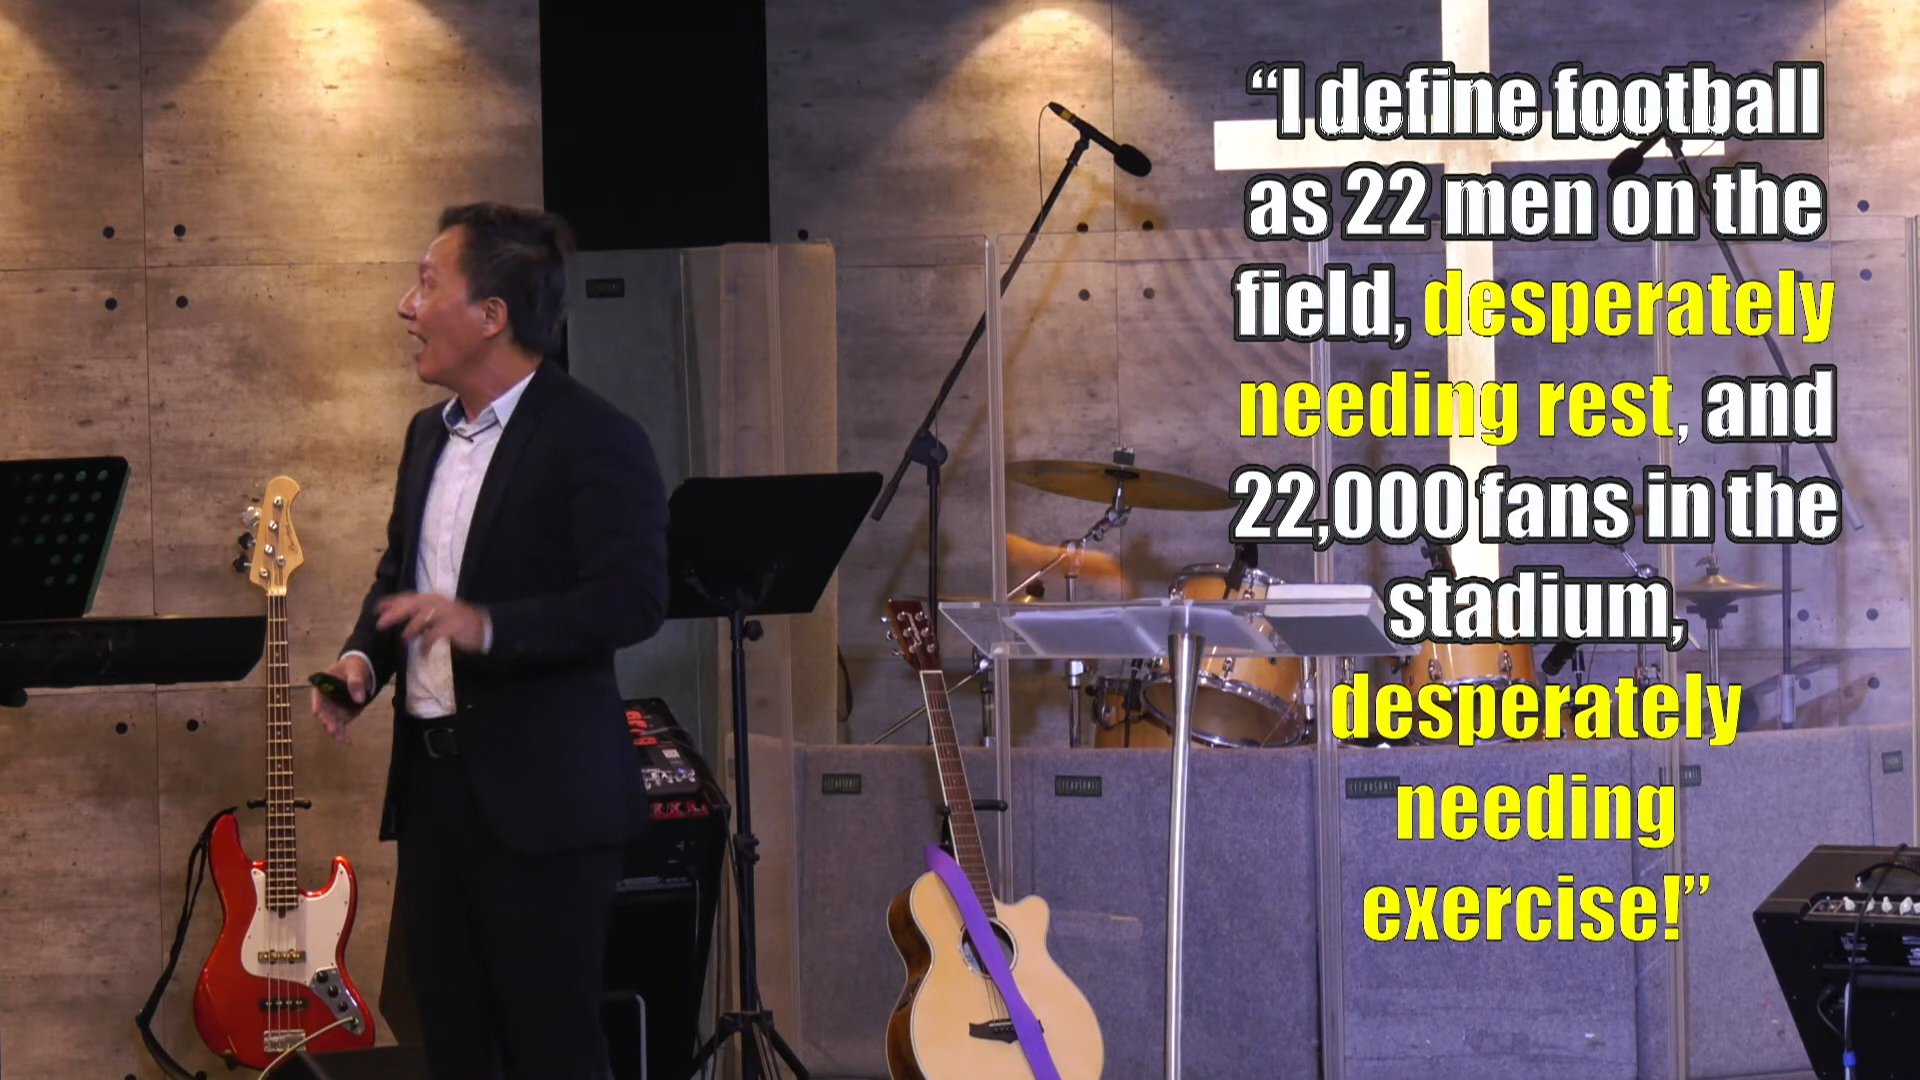 “I define football
as 22 men on the
field, desperately
needing rest, and
22,000 fans in the
stadium,
desperately
needing
exercise!”
CLEARSONIC